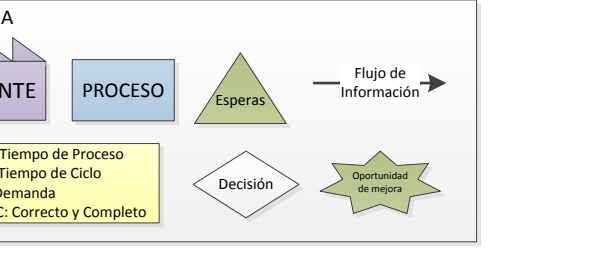 A
NTE
PROCESO
Esperas
Flujo de
Información
Tiempo de Proceso
Tiempo de Ciclo
Demanda
C: Correcto y Completo
Decisión
Oportunidad
de mejora